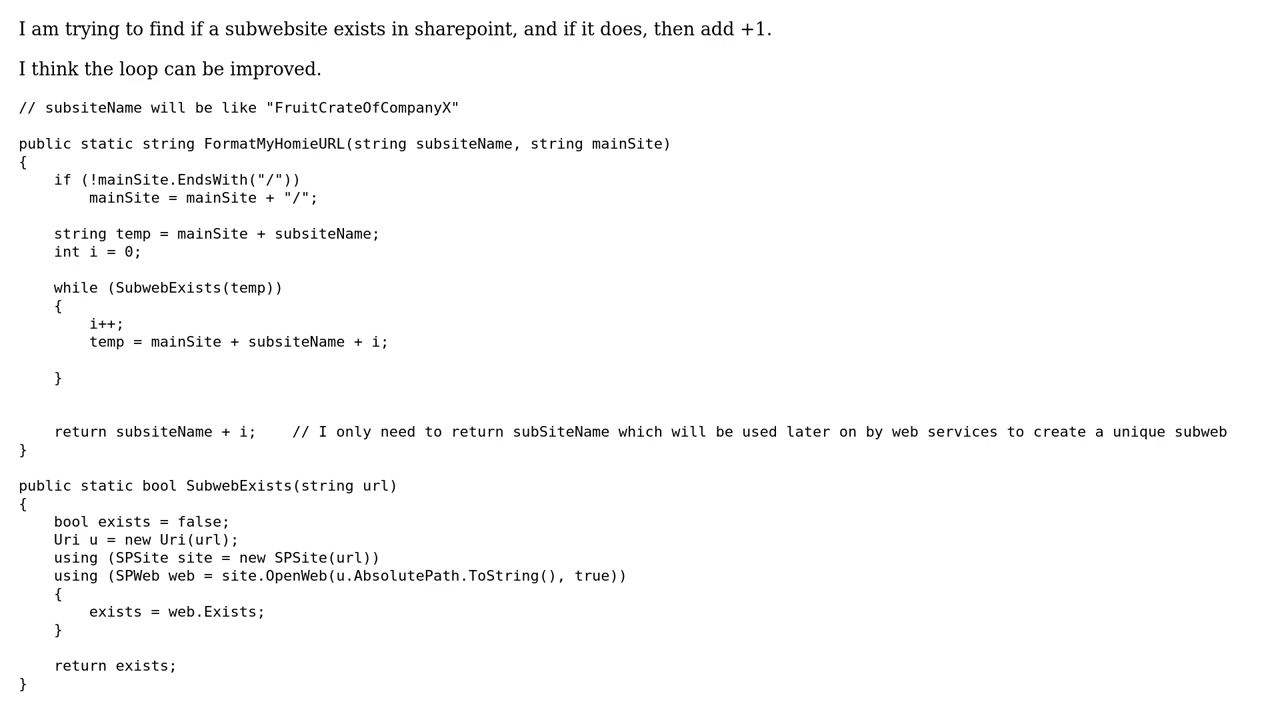 I am trying to find if a subwebsite exists in sharepoint, and if it does, then add +1.
I think the loop can be improved.
// subsiteName will be like "FruitCrateOfCompanyX"
public static string FormatMyHomieURL(string subsiteName, string mainSite)
{
    if (!mainSite.EndsWith("/"))
        mainSite = mainSite + "/";
    string temp = mainSite + subsiteName;
    int i = 0;
    while (SubwebExists(temp))
    {
        i++;
        temp = mainSite + subsiteName + i;
    }
    return subsiteName + i;    // I only need to return subSiteName which will be used later on by web services to create a unique subweb
}
public static bool SubwebExists(string url)
{
    bool exists = false;
    Uri u = new Uri(url);
    using (SPSite site = new SPSite(url))
    using (SPWeb web = site.OpenWeb(u.AbsolutePath.ToString(), true))
    {
        exists = web.Exists;
    }
    return exists;
}